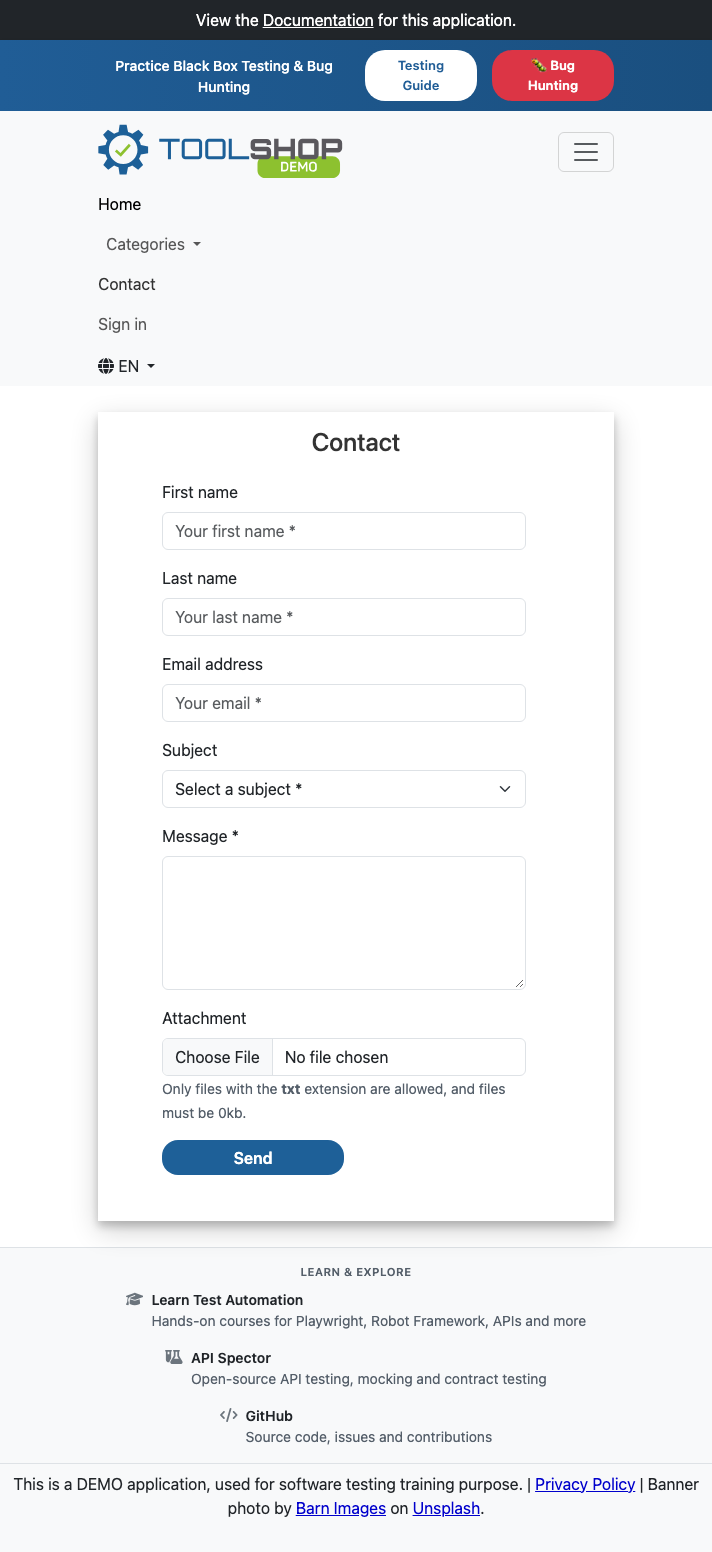 View the Documentation for this application.
Practice Black Box Testing & Bug
Hunting
Testing
Guide
🐛 Bug
Hunting
TOOLSHOP
DEMO
Home
Categories
Contact
Sign in
EN
Contact
First name
Your first name *
Last name
Your last name *
Email address
Your email *
Subject
Select a subject *
Message *
Attachment
Choose File No file chosen
Only files with the txt extension are allowed, and files
must be 0kb.
Send
LEARN & EXPLORE
Learn Test Automation
Hands-on courses for Playwright, Robot Framework, APIs and more
API Spector
Open-source API testing, mocking and contract testing
GitHub
Source code, issues and contributions
This is a DEMO application, used for software testing training purpose. | Privacy Policy | Banner
photo by Barn Images on Unsplash.